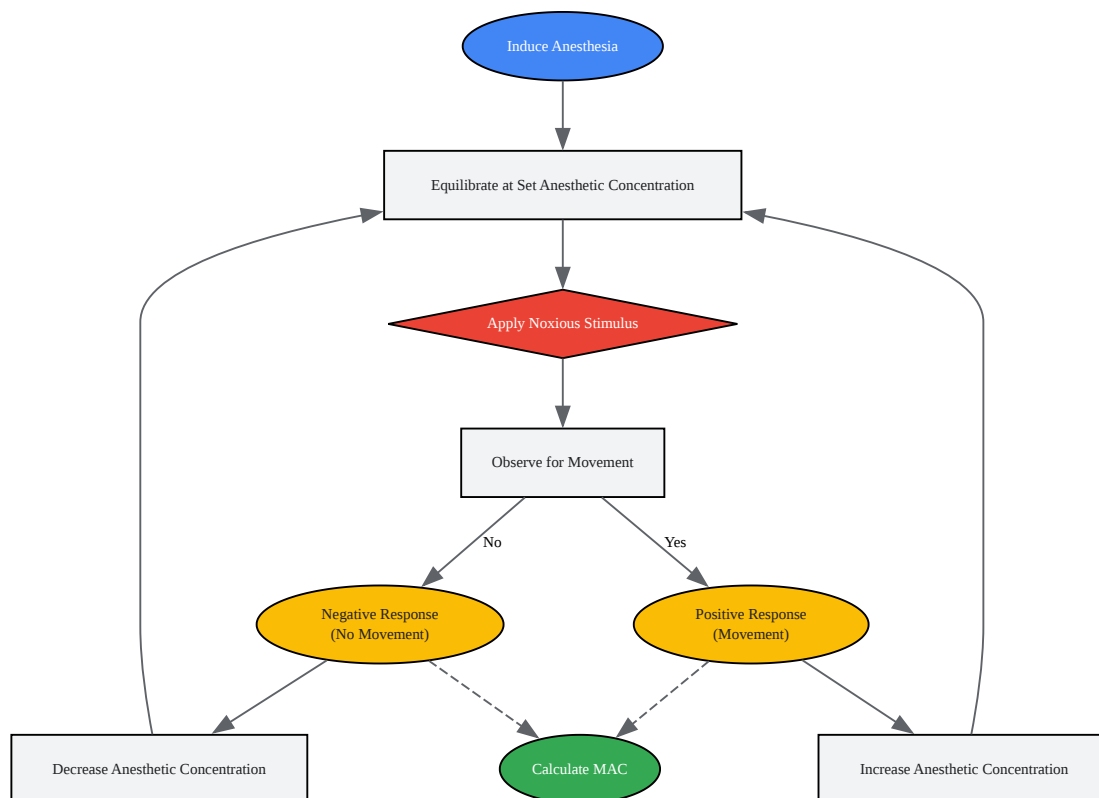 Induce Anesthesia
Equilibrate at Set Anesthetic Concentration
Apply Noxious Stimulus
Observe for Movement
No
Yes
Negative Response
(No Movement)
Positive Response
(Movement)
Decrease Anesthetic Concentration
Calculate MAC
Increase Anesthetic Concentration